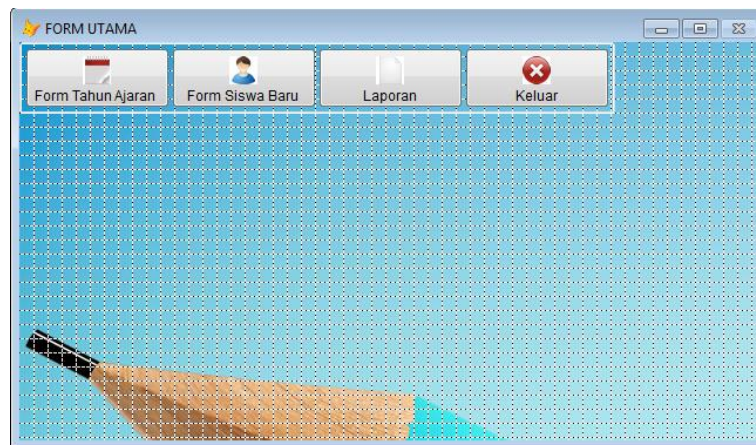 FORM UTAMA
Form Tahun Ajaran
Form Siswa Baru
Laporan
Keluar